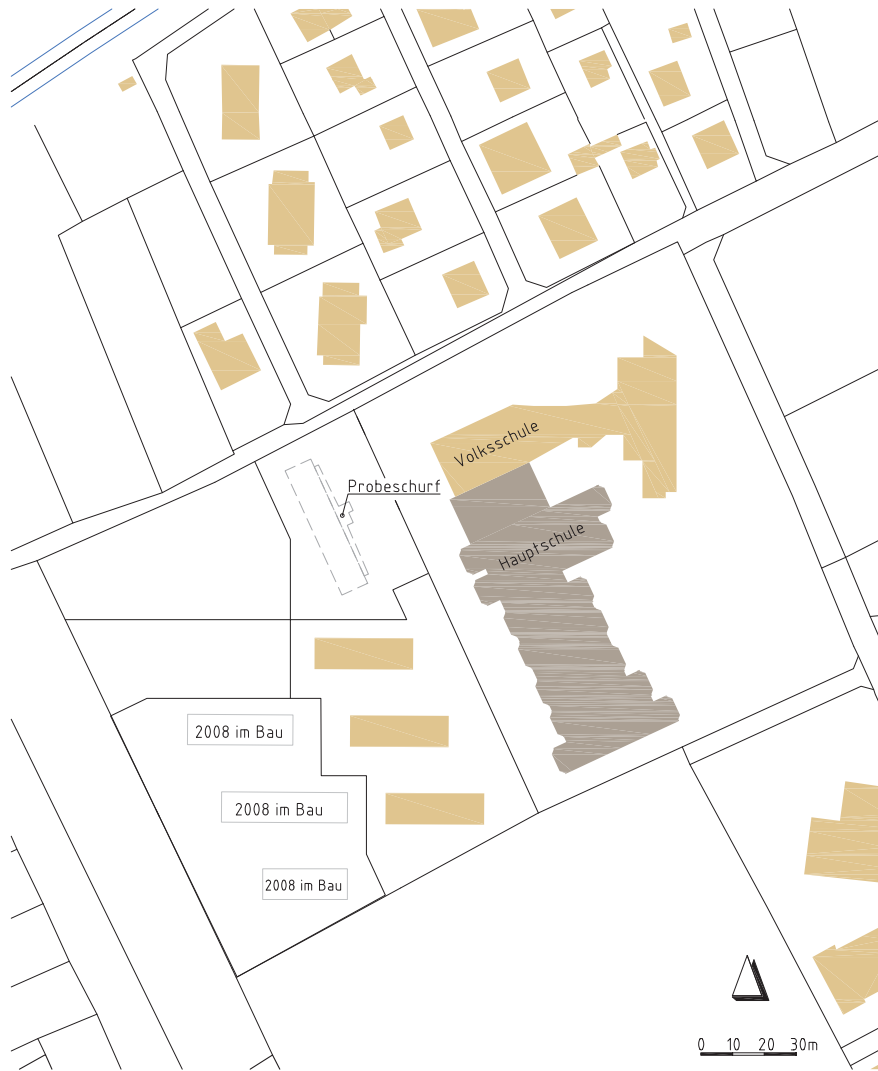 Volksschule
Probeschurf
Hauptschule
2008 im Bau
2008 im Bau
2008 im Bau
0 10 20 30m